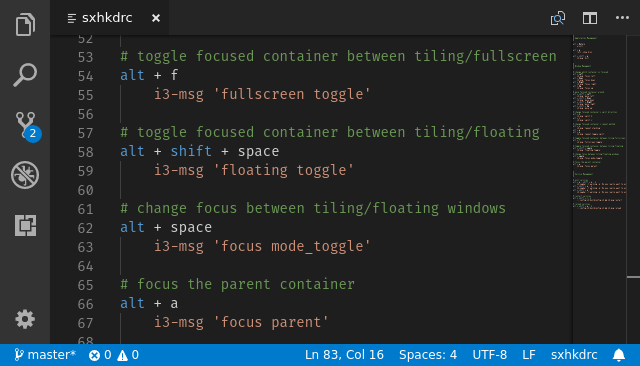 sxhkdrc
52
53 # toggle focused container between tiling/fullscreen
54 alt + f
55 i3-msg 'fullscreen toggle'
56
57 # toggle focused container between tiling/floating
58 alt + shift + space
59 i3-msg 'floating toggle'
60
61 # change focus between tiling/floating windows
62 alt + space
63 i3-msg 'focus mode_toggle'
64
65 # focus the parent container
66 alt + a
67 i3-msg 'focus parent'
68
2
master* 0 0 Ln 83, Col 16 Spaces: 4 UTF-8 LF sxhkdrc